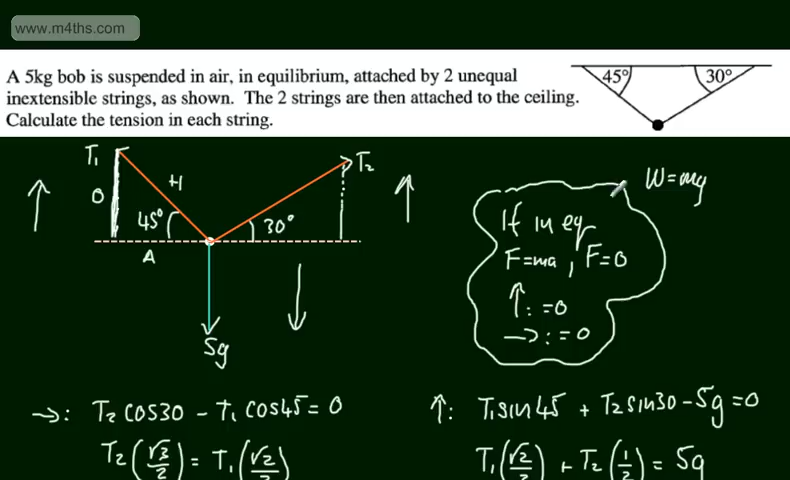 www.m4ths.com
A 5kg bob is suspended in air, in equilibrium, attached by 2 unequal
inextensible strings, as shown. The 2 strings are then attached to the ceiling.
Calculate the tension in each string.
45°
30°
T₁
T₂
O
H
45°
30°
A
5g
W=mg
If in eq
F=ma, F=0
↑: =0
→: =0
→: T₂ cos30 - T₁ cos45 = 0
T₂(√3/2) = T₁(√2/2)
↑: T₁ sin45 + T₂ sin30 - 5g = 0
T₁(√2/2) + T₂(1/2) = 5g